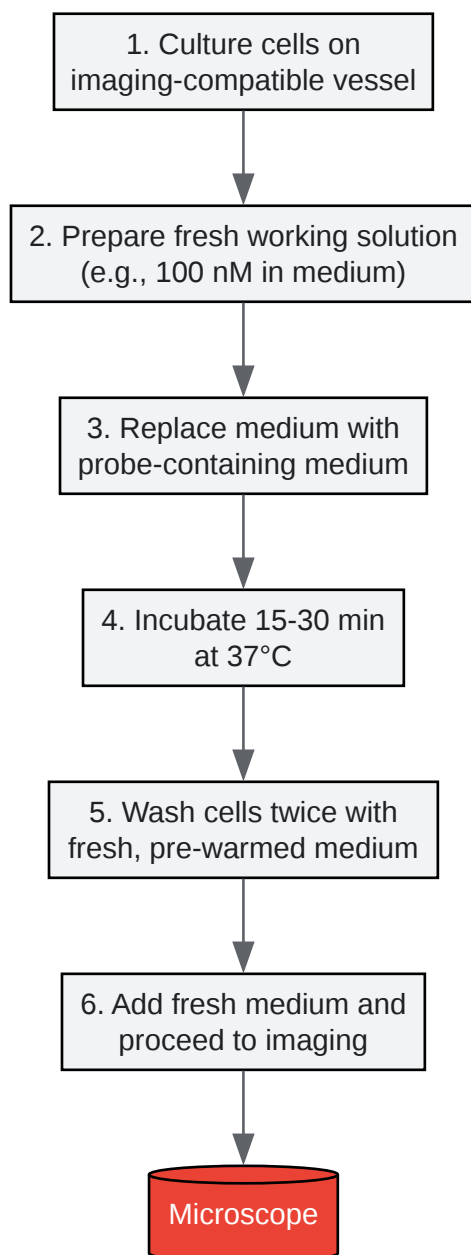 1. Culture cells on
imaging-compatible vessel
2. Prepare fresh working solution
(e.g., 100 nM in medium)
3. Replace medium with
probe-containing medium
4. Incubate 15-30 min
at 37°C
5. Wash cells twice with
fresh, pre-warmed medium
6. Add fresh medium and
proceed to imaging
Microscope